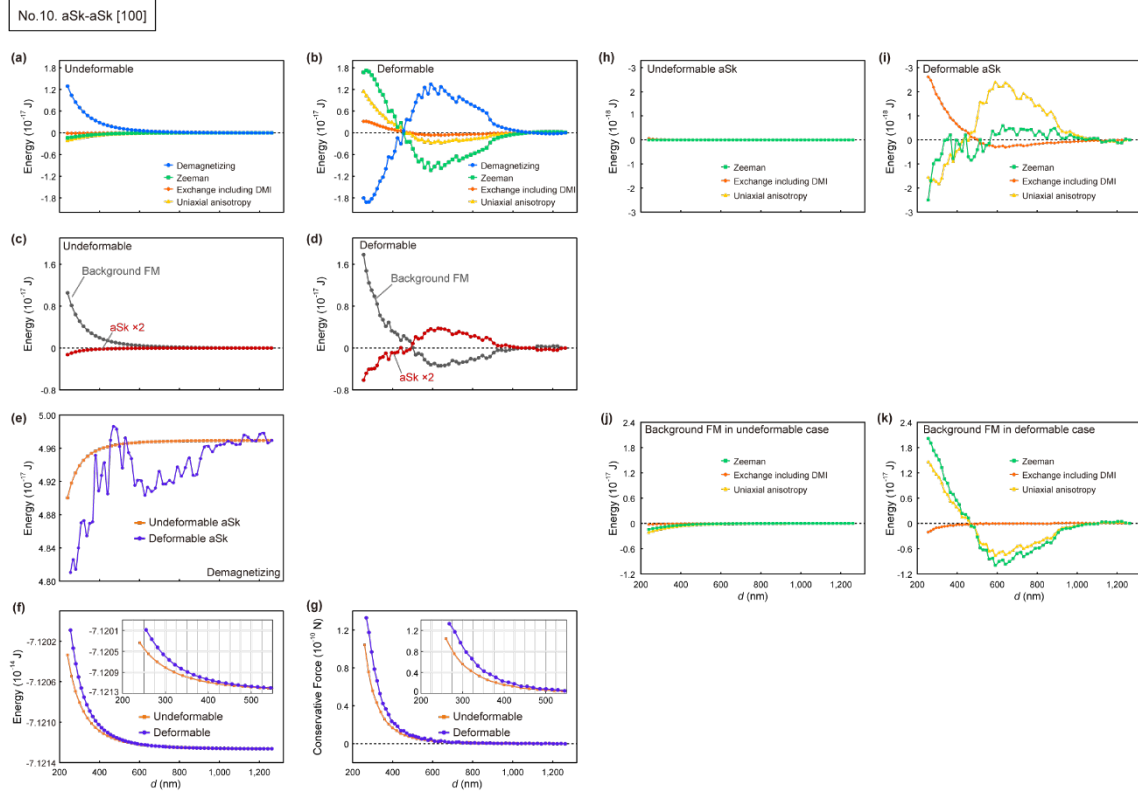 No.10. aSk-aSk [100]
(a)
Undeformable
Energy (10⁻¹⁷ J)
1.8
1.2
0.6
0
-0.6
-1.2
-1.8
Demagnetizing
Zeeman
Exchange including DMI
Uniaxial anisotropy
(b)
Deformable
Energy (10⁻¹⁷ J)
1.8
1.2
0.6
0
-0.6
-1.2
-1.8
Demagnetizing
Zeeman
Exchange including DMI
Uniaxial anisotropy
(h)
Undeformable aSk
Energy (10⁻¹⁸ J)
-3
2
1
0
-1
-2
-3
Zeeman
Exchange including DMI
Uniaxial anisotropy
(i)
Deformable aSk
Energy (10⁻¹⁸ J)
-3
2
1
0
-1
-2
-3
Zeeman
Exchange including DMI
Uniaxial anisotropy
(c)
Undeformable
Background FM
aSk ×2
Energy (10⁻¹⁷ J)
1.6
0.8
0
-0.8
(d)
Deformable
Background FM
aSk ×2
Energy (10⁻¹⁷ J)
1.6
0.8
0
-0.8
(e)
Energy (10⁻¹⁷ J)
5.00
4.96
4.92
4.88
4.84
4.80
Undeformable aSk
Deformable aSk
Demagnetizing
(j)
Background FM in undeformable case
Energy (10⁻¹⁷ J)
2.4
1.8
1.2
0.6
0
-0.6
-1.2
Zeeman
Exchange including DMI
Uniaxial anisotropy
200 400 600 800 1,000 1,200
d (nm)
(k)
Background FM in deformable case
Energy (10⁻¹⁷ J)
2.4
1.8
1.2
0.6
0
-0.6
-1.2
Zeeman
Exchange including DMI
Uniaxial anisotropy
200 400 600 800 1,000 1,200
d (nm)
(f)
Energy (10⁻¹⁴ J)
-7.1202
-7.1206
-7.1210
-7.1214
-7.1201
-7.1205
-7.1209
-7.1213
200 300 400 500
Undeformable
Deformable
200 400 600 800 1,000 1,200
d (nm)
(g)
Conservative Force (10⁻¹⁰ N)
1.2
0.8
0.4
0
1.2
0.8
0.4
0
200 300 400 500
Undeformable
Deformable
200 400 600 800 1,000 1,200
d (nm)